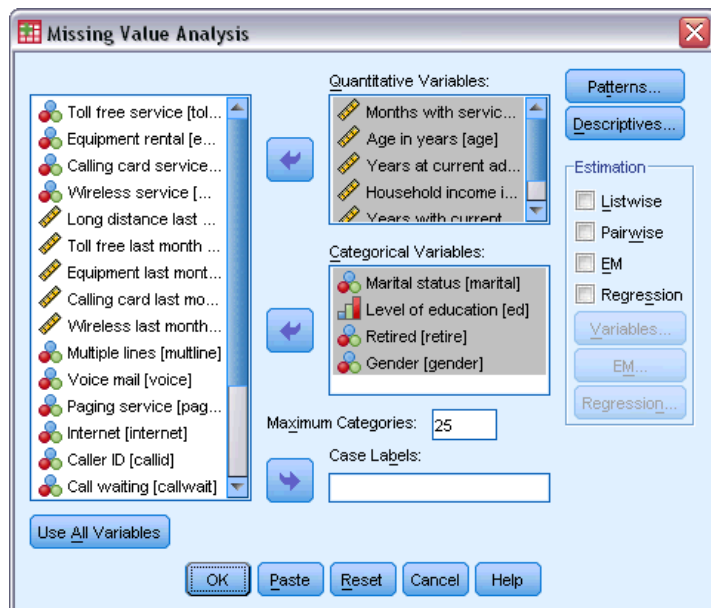 Missing Value Analysis
Toll free service [tol...
Equipment rental [e...
Calling card service...
Wireless service [...
Long distance last ...
Toll free last month ...
Equipment last mont...
Calling card last mo...
Wireless last month...
Multiple lines [multline]
Voice mail [voice]
Paging service [pag...
Internet [internet]
Caller ID [callid]
Call waiting [callwait]
Use All Variables
Quantitative Variables:
Months with servic...
Age in years [age]
Years at current ad...
Household income i...
Years with current
Categorical Variables:
Marital status [marital]
Level of education [ed]
Retired [retire]
Gender [gender]
Maximum Categories: 25
Case Labels:
Patterns...
Descriptives...
Estimation
Listwise
Pairwise
EM
Regression
Variables...
EM...
Regression...
OK
Paste
Reset
Cancel
Help